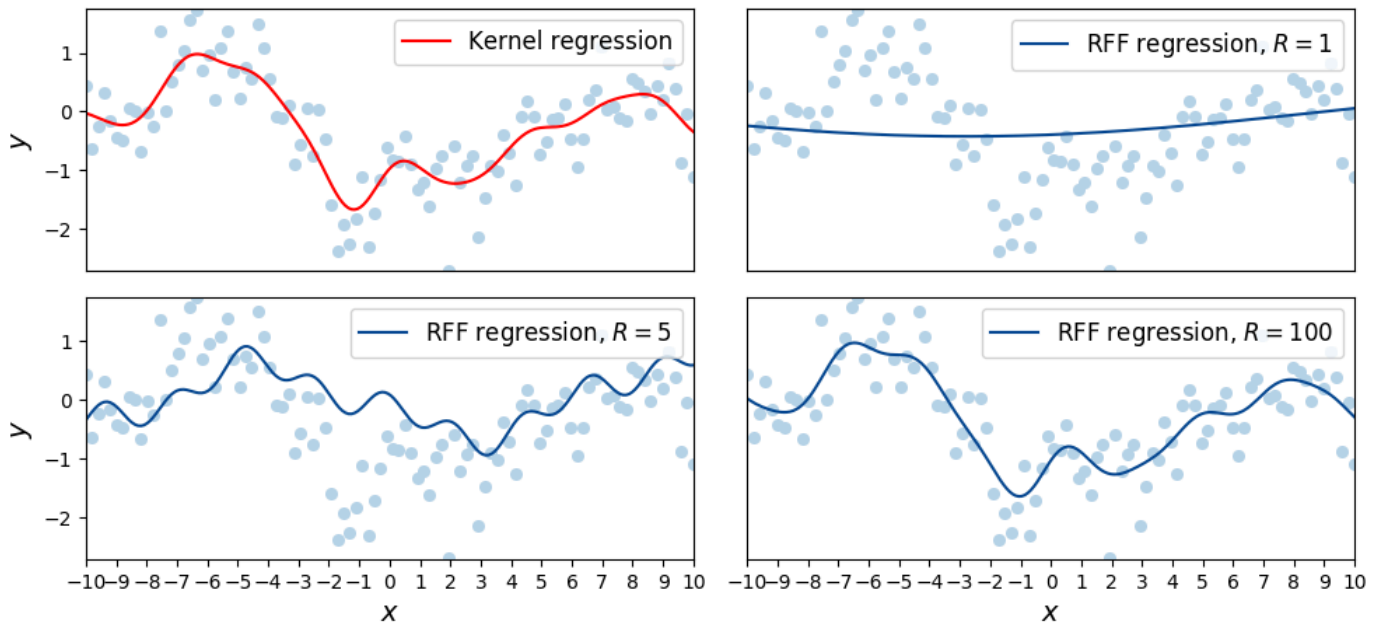 Kernel regression
RFF regression, R = 1
y
1
0
−1
−2
RFF regression, R = 5
RFF regression, R = 100
y
1
0
−1
−2
−10 −9 −8 −7 −6 −5 −4 −3 −2 −1 0 1 2 3 4 5 6 7 8 9 10
−10 −9 −8 −7 −6 −5 −4 −3 −2 −1 0 1 2 3 4 5 6 7 8 9 10
x
x